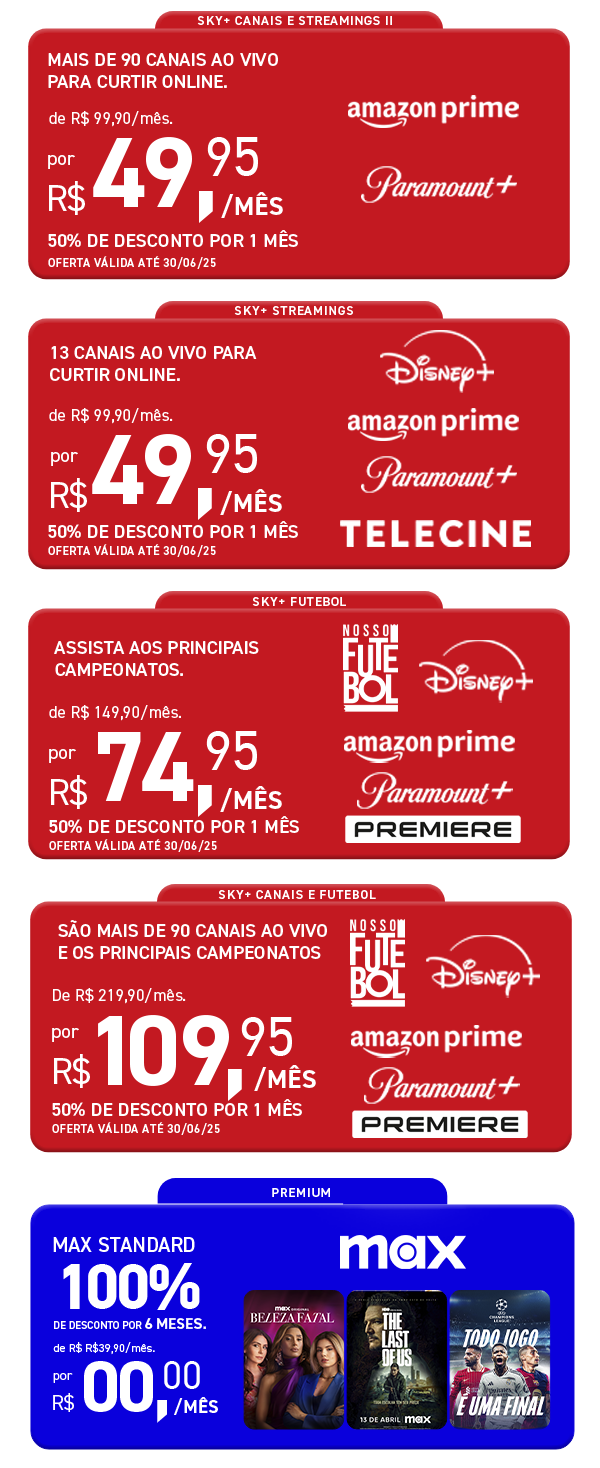 SKY+ CANAIS E STREAMINGS II
MAIS DE 90 CANAIS AO VIVO
PARA CURTIR ONLINE.
de R$ 99,90/mês.
por
R$ 49,95/MÊS
50% DE DESCONTO POR 1 MÊS
OFERTA VÁLIDA ATÉ 30/06/25
amazon prime
Paramount+
SKY+ STREAMINGS
13 CANAIS AO VIVO PARA
CURTIR ONLINE.
de R$ 99,90/mês.
por
R$ 49,95/MÊS
50% DE DESCONTO POR 1 MÊS
OFERTA VÁLIDA ATÉ 30/06/25
Disney+
amazon prime
Paramount+
TELECINE
SKY+ FUTEBOL
ASSISTA AOS PRINCIPAIS
CAMPEONATOS.
de R$ 149,90/mês.
por
R$ 74,95/MÊS
50% DE DESCONTO POR 1 MÊS
OFERTA VÁLIDA ATÉ 30/06/25
NOSSO
FUTE
BOL
Disney+
amazon prime
Paramount+
PREMIERE
SKY+ CANAIS E FUTEBOL
SÃO MAIS DE 90 CANAIS AO VIVO
E OS PRINCIPAIS CAMPEONATOS
De R$ 219,90/mês.
por
R$ 109,95/MÊS
50% DE DESCONTO POR 1 MÊS
OFERTA VÁLIDA ATÉ 30/06/25
NOSSO
FUTE
BOL
Disney+
amazon prime
Paramount+
PREMIERE
PREMIUM
MAX STANDARD
100%
DE DESCONTO POR 6 MESES.
de R$ R$39,90/mês.
por
R$ 00,00/MÊS
max
max
BELEZA FATAL
THE
LAST
OF US
13 DE ABRIL max
CHAMPIONS
LEAGUE
TODO JOGO
É UMA FINAL